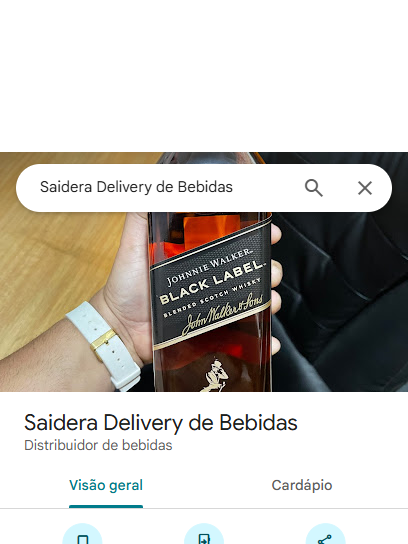 Saidera Delivery de Bebidas
JOHNNIE WALKER.
BLACK LABEL.
BLENDED SCOTCH WHISKY
John Walker & Sons
Saidera Delivery de Bebidas
Distribuidor de bebidas
Visão geral
Cardápio